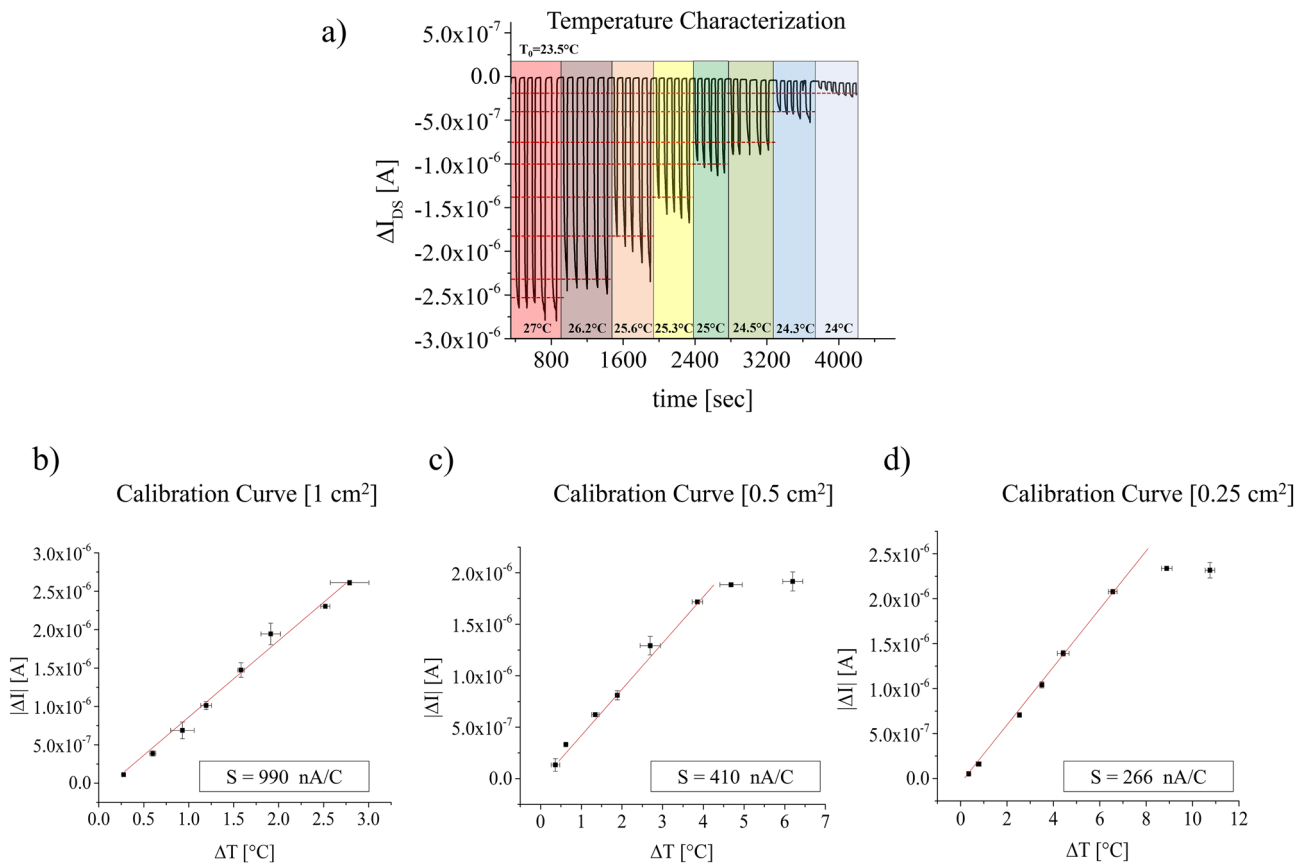 a)
Temperature Characterization
T₀=23.5°C
5.0x10⁻⁷
0.0
-5.0x10⁻⁷
-1.0x10⁻⁶
-1.5x10⁻⁶
-2.0x10⁻⁶
-2.5x10⁻⁶
-3.0x10⁻⁶
ΔI_DS [A]
27°C 26.2°C 25.6°C 25.3°C 25°C 24.5°C 24.3°C 24°C
800 1600 2400 3200 4000
time [sec]
b)
Calibration Curve [1 cm²]
3.0x10⁻⁶
2.5x10⁻⁶
2.0x10⁻⁶
1.5x10⁻⁶
1.0x10⁻⁶
5.0x10⁻⁷
0.0
|ΔI| [A]
S = 990 nA/C
0.0 0.5 1.0 1.5 2.0 2.5 3.0
ΔT [°C]
c)
Calibration Curve [0.5 cm²]
2.0x10⁻⁶
1.5x10⁻⁶
1.0x10⁻⁶
5.0x10⁻⁷
0.0
|ΔI| [A]
S = 410 nA/C
0 1 2 3 4 5 6 7
ΔT [°C]
d)
Calibration Curve [0.25 cm²]
2.5x10⁻⁶
2.0x10⁻⁶
1.5x10⁻⁶
1.0x10⁻⁶
5.0x10⁻⁷
0.0
|ΔI| [A]
S = 266 nA/C
0 2 4 6 8 10 12
ΔT [°C]